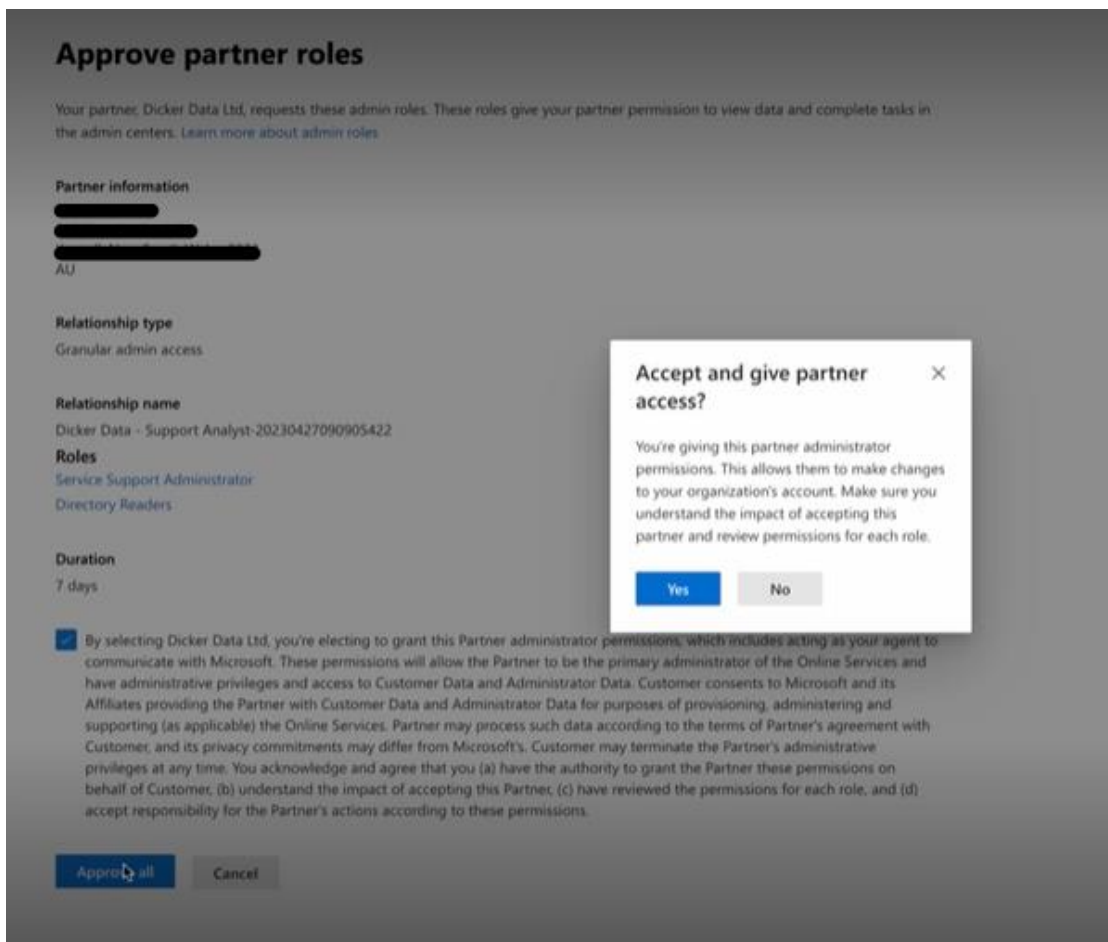 Approve partner roles
Your partner, Dicker Data Ltd, requests these admin roles. These roles give your partner permission to view data and complete tasks in
the admin centers. Learn more about admin roles
Partner information
AU
Relationship type
Granular admin access
Relationship name
Dicker Data - Support Analyst-20230427090905422
Roles
Service Support Administrator
Directory Readers
Duration
7 days
Accept and give partner
access?
You're giving this partner administrator
permissions. This allows them to make changes
to your organization's account. Make sure you
understand the impact of accepting this
partner and review permissions for each role.
Yes
No
By selecting Dicker Data Ltd, you're electing to grant this Partner administrator permissions, which includes acting as your agent to
communicate with Microsoft. These permissions will allow the Partner to be the primary administrator of the Online Services and
have administrative privileges and access to Customer Data and Administrator Data. Customer consents to Microsoft and its
Affiliates providing the Partner with Customer Data and Administrator Data for purposes of provisioning, administering and
supporting (as applicable) the Online Services. Partner may process such data according to the terms of Partner's agreement with
Customer, and its privacy commitments may differ from Microsoft's. Customer may terminate the Partner's administrative
privileges at any time. You acknowledge and agree that you (a) have the authority to grant the Partner these permissions on
behalf of Customer, (b) understand the impact of accepting this Partner, (c) have reviewed the permissions for each role, and (d)
accept responsibility for the Partner's actions according to these permissions.
Approve all
Cancel